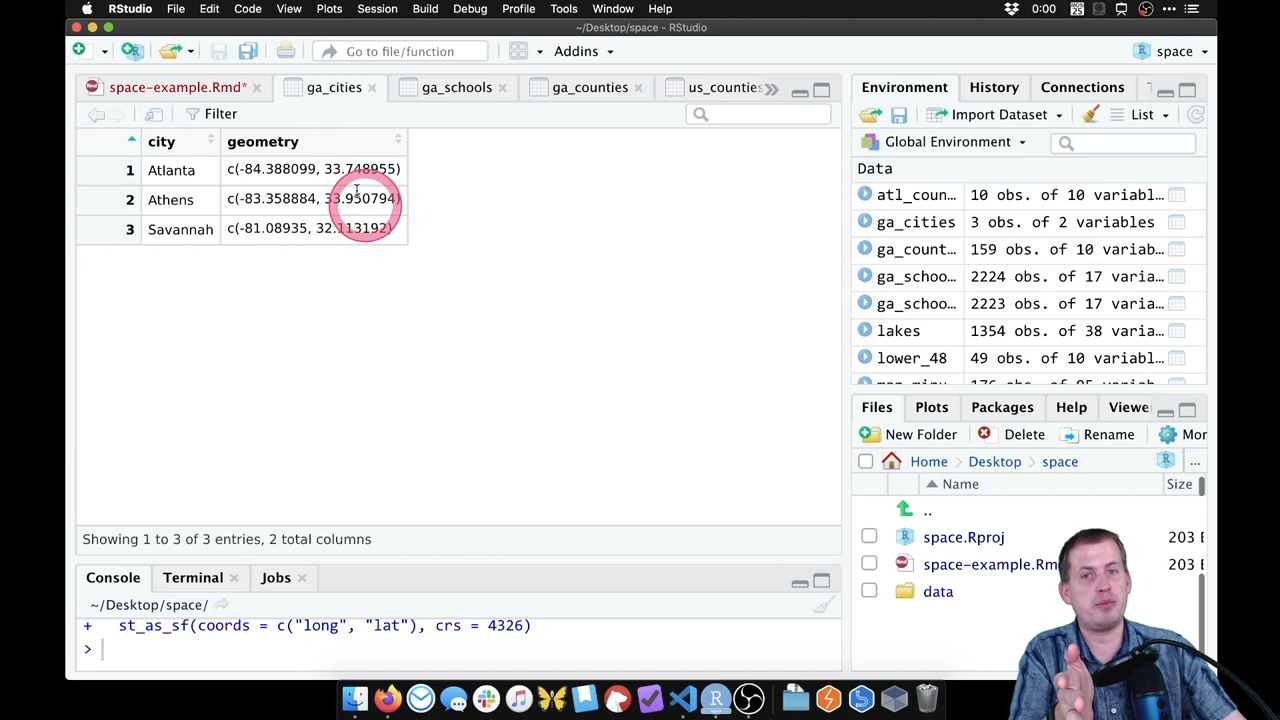 RStudio File Edit Code View Plots Session Build Debug Profile Tools Window Help 0:00 MON 25
~/Desktop/space - RStudio
Go to file/function Addins space
space-example.Rmd* ga_cities ga_schools ga_counties us_counties
Filter
city geometry
1 Atlanta c(-84.388099, 33.748955)
2 Athens c(-83.358884, 33.950794)
3 Savannah c(-81.08935, 32.113192)
Showing 1 to 3 of 3 entries, 2 total columns
Console Terminal Jobs
~/Desktop/space/
+ st_as_sf(coords = c("long", "lat"), crs = 4326)
>
Environment History Connections
Import Dataset List
Global Environment
Data
atl_coun… 10 obs. of 10 variabl…
ga_cities 3 obs. of 2 variables
ga_count… 159 obs. of 10 variab…
ga_schoo… 2224 obs. of 17 varia…
ga_schoo… 2223 obs. of 17 varia…
lakes 1354 obs. of 38 varia…
lower_48 49 obs. of 10 variabl…
Files Plots Packages Help Viewe
New Folder Delete Rename Mor
Home Desktop space ...
Name Size
..
space.Rproj 203 
space-example.Rm 203 
data